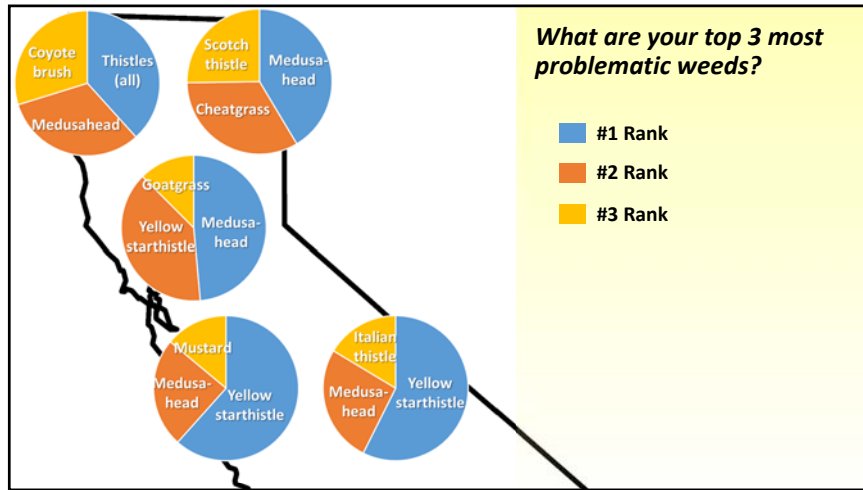 What are your top 3 most
problematic weeds?
#1 Rank
#2 Rank
#3 Rank
Coyote
brush
Thistles
(all)
Medusahead
Scotch
thistle
Medusa-
head
Cheatgrass
Goatgrass
Yellow
starthistle
Medusa-
head
Mustard
Medusa-
head
Yellow
starthistle
Italian
thistle
Medusa-
head
Yellow
starthistle